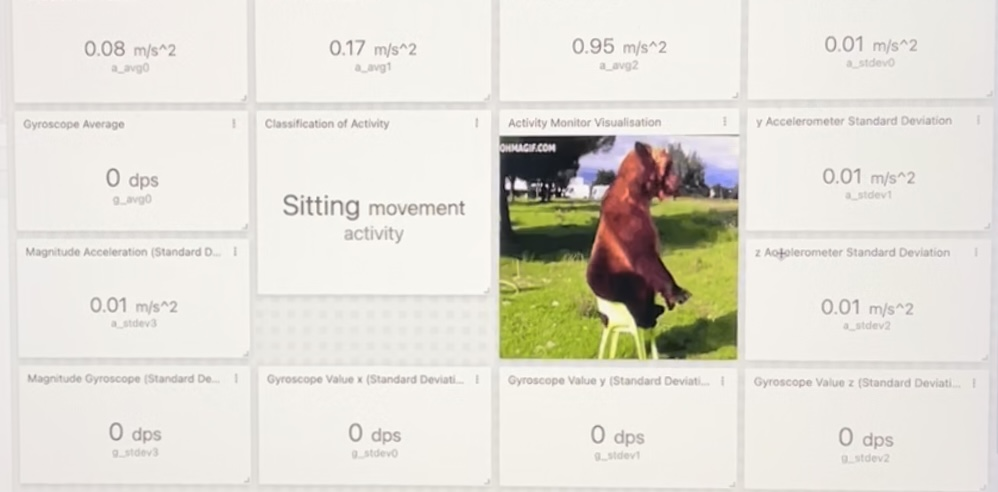 0.08 m/s^2
a_avg0
0.17 m/s^2
a_avg1
0.95 m/s^2
a_avg2
0.01 m/s^2
a_stdev0
Gyroscope Average
0 dps
g_avg0
Classification of Activity
Sitting movement
activity
Activity Monitor Visualisation
OHMAGIF.COM
y Accelerometer Standard Deviation
0.01 m/s^2
a_stdev1
Magnitude Acceleration (Standard D...
0.01 m/s^2
a_stdev3
z Accelerometer Standard Deviation
0.01 m/s^2
a_stdev2
Magnitude Gyroscope (Standard De...
0 dps
g_stdev3
Gyroscope Value x (Standard Deviati...
0 dps
g_stdev0
Gyroscope Value y (Standard Deviati...
0 dps
g_stdev1
Gyroscope Value z (Standard Deviati...
0 dps
g_stdev2